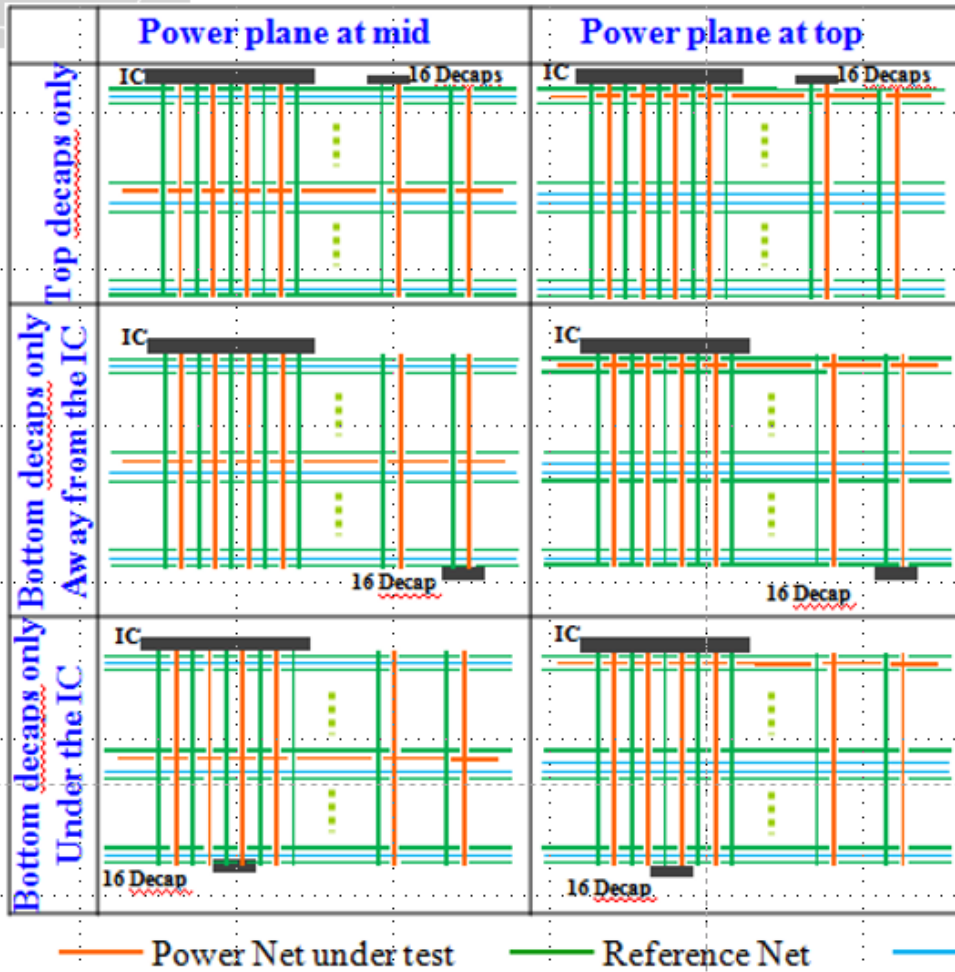 Power plane at mid
Power plane at top
Top decaps only
IC
16 Decaps
IC
16 Decaps
Bottom decaps only
Away from the IC
IC
16 Decap
IC
16 Decap
Bottom decaps only
Under the IC
IC
16 Decap
IC
16 Decap
Power Net under test
Reference Net